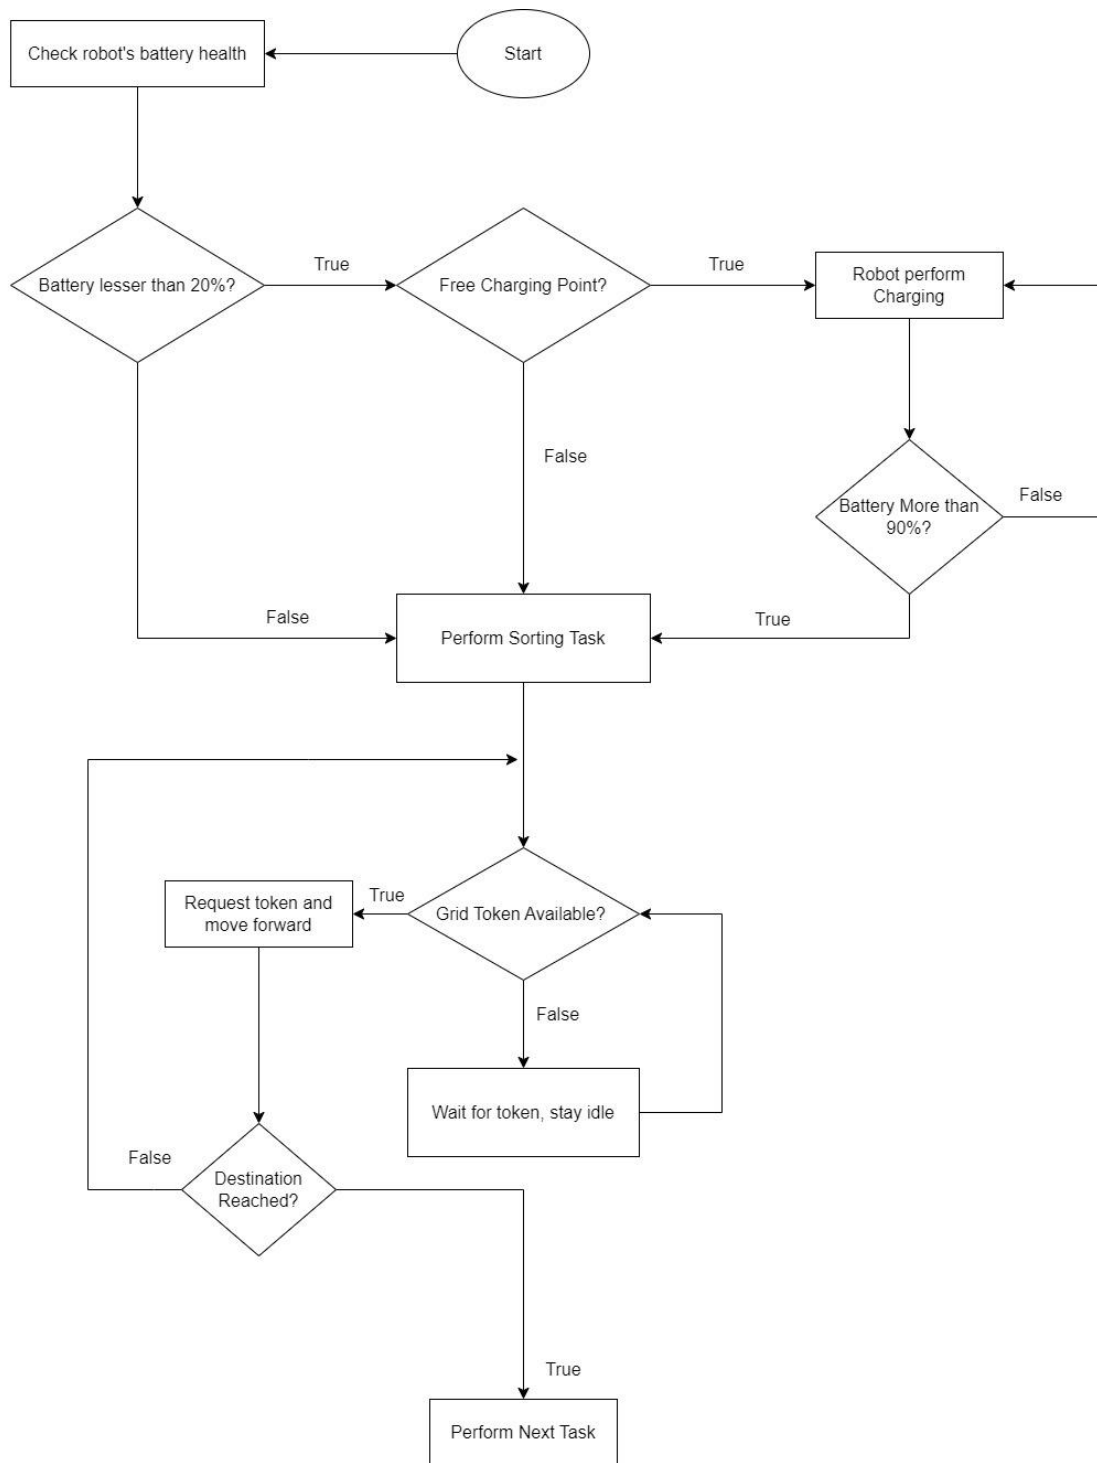 Check robot's battery health
Start
Battery lesser than 20%?
True
Free Charging Point?
True
Robot perform
Charging
False
Battery More than
90%?
False
False
Perform Sorting Task
True
Request token and
move forward
True
Grid Token Available?
False
Wait for token, stay idle
False
Destination
Reached?
True
Perform Next Task